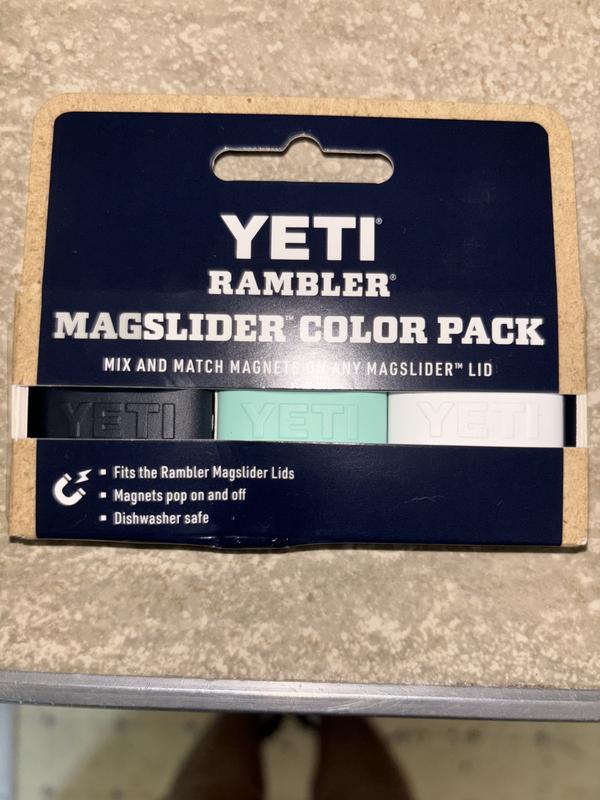 YETI®
RAMBLER®
MAGSLIDER™ COLOR PACK
MIX AND MATCH MAGNETS ON ANY MAGSLIDER™ LID
YETI YETI YETI
▪ Fits the Rambler Magslider Lids
▪ Magnets pop on and off
▪ Dishwasher safe